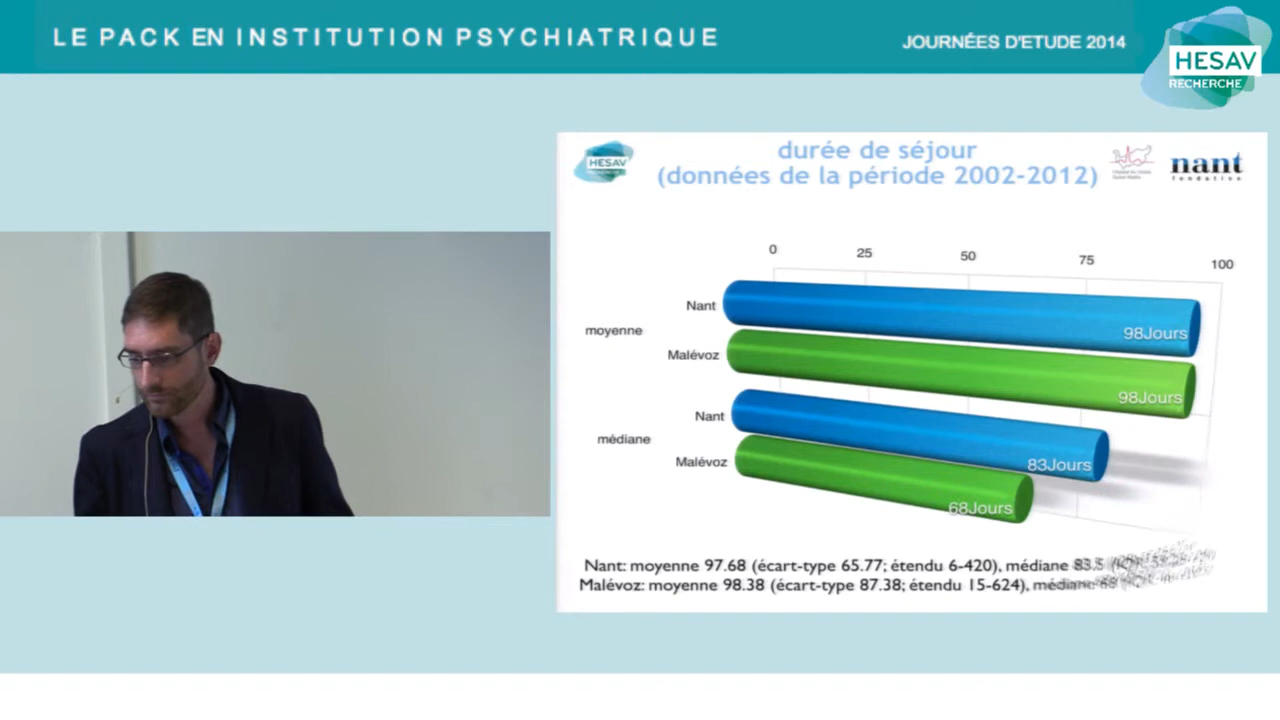 LE PACK EN INSTITUTION PSYCHIATRIQUE
JOURNÉES D'ETUDE 2014
HESAV
RECHERCHE
HESAV
durée de séjour
(données de la période 2002-2012)
nant
fondation
0 25 50 75 100
moyenne
Nant
98Jours
Malévoz
98Jours
médiane
Nant
83Jours
Malévoz
68Jours
Nant: moyenne 97.68 (écart-type 65.77; étendu 6-420), médiane 83.5
Malévoz: moyenne 98.38 (écart-type 87.38; étendu 15-624), médiane 68